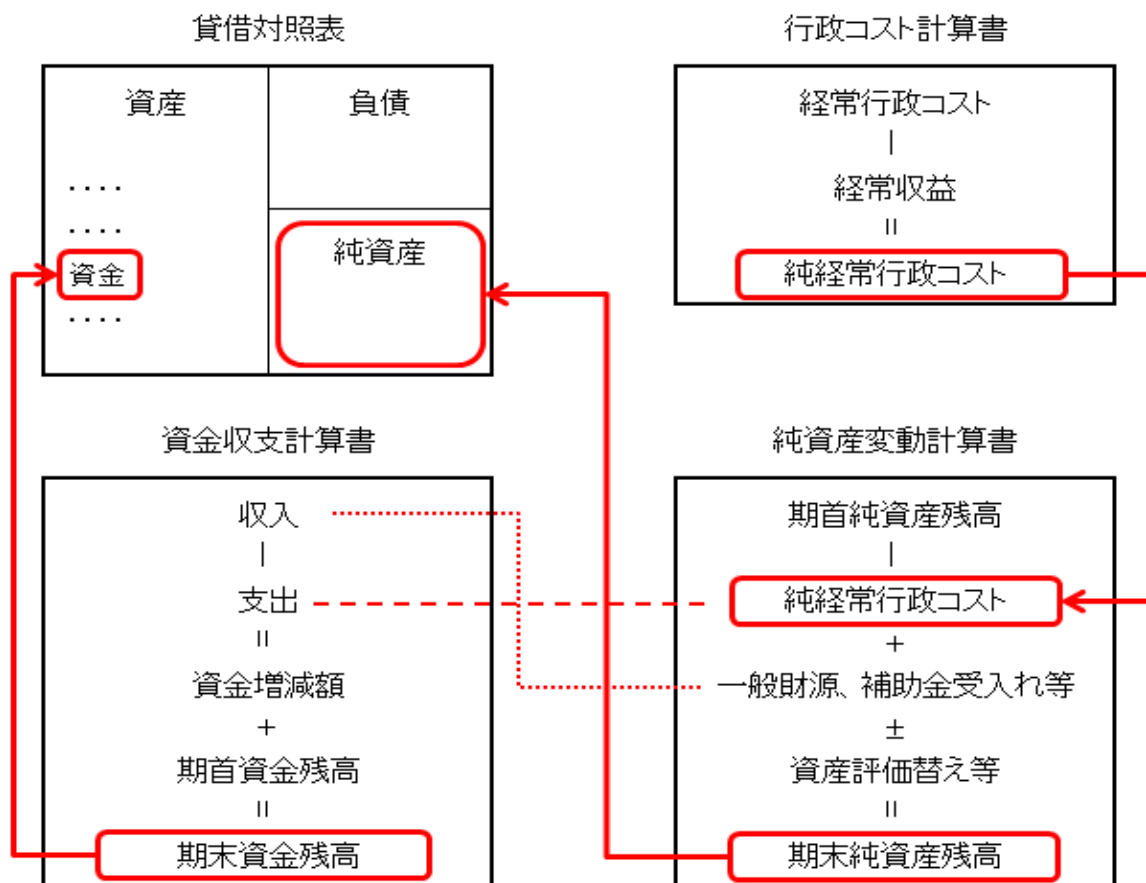 貸借対照表
資産
負債
‥‥
‥‥
資金
‥‥
純資産
行政コスト計算書
経常行政コスト
－
経常収益
＝
純経常行政コスト
資金収支計算書
収入
－
支出
＝
資金増減額
+
期首資金残高
＝
期末資金残高
純資産変動計算書
期首純資産残高
－
純経常行政コスト
+
一般財源、補助金受入れ等
±
資産評価替え等
＝
期末純資産残高